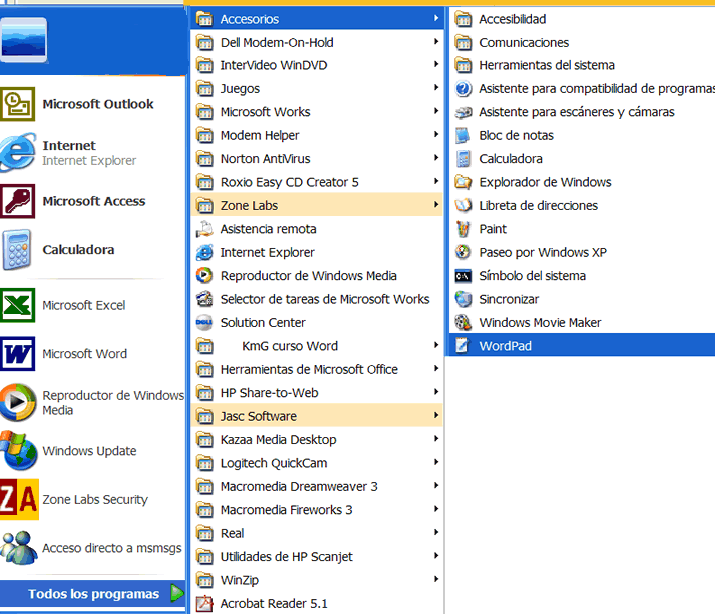 Microsoft Outlook
Internet
Internet Explorer
Microsoft Access
Calculadora
Microsoft Excel
Microsoft Word
Reproductor de Windows
Media
Windows Update
ZA Zone Labs Security
Acceso directo a msmsgs
Todos los programas
Accesorios
Dell Modem-On-Hold
InterVideo WinDVD
Juegos
Microsoft Works
Modem Helper
Norton AntiVirus
Roxio Easy CD Creator 5
Zone Labs
Asistencia remota
Internet Explorer
Reproductor de Windows Media
Selector de tareas de Microsoft Works
Solution Center
KmG curso Word
Herramientas de Microsoft Office
HP Share-to-Web
Jasc Software
Kazaa Media Desktop
Logitech QuickCam
Macromedia Dreamweaver 3
Macromedia Fireworks 3
Real
Utilidades de HP Scanjet
WinZip
Acrobat Reader 5.1
Accesibilidad
Comunicaciones
Herramientas del sistema
Asistente para compatibilidad de programas
Asistente para escáneres y cámaras
Bloc de notas
Calculadora
Explorador de Windows
Libreta de direcciones
Paint
Paseo por Windows XP
Símbolo del sistema
Sincronizar
Windows Movie Maker
WordPad